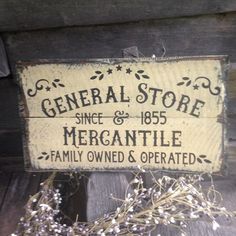 GENERAL STORE
SINCE & 1855
MERCANTILE
FAMILY OWNED & OPERATED